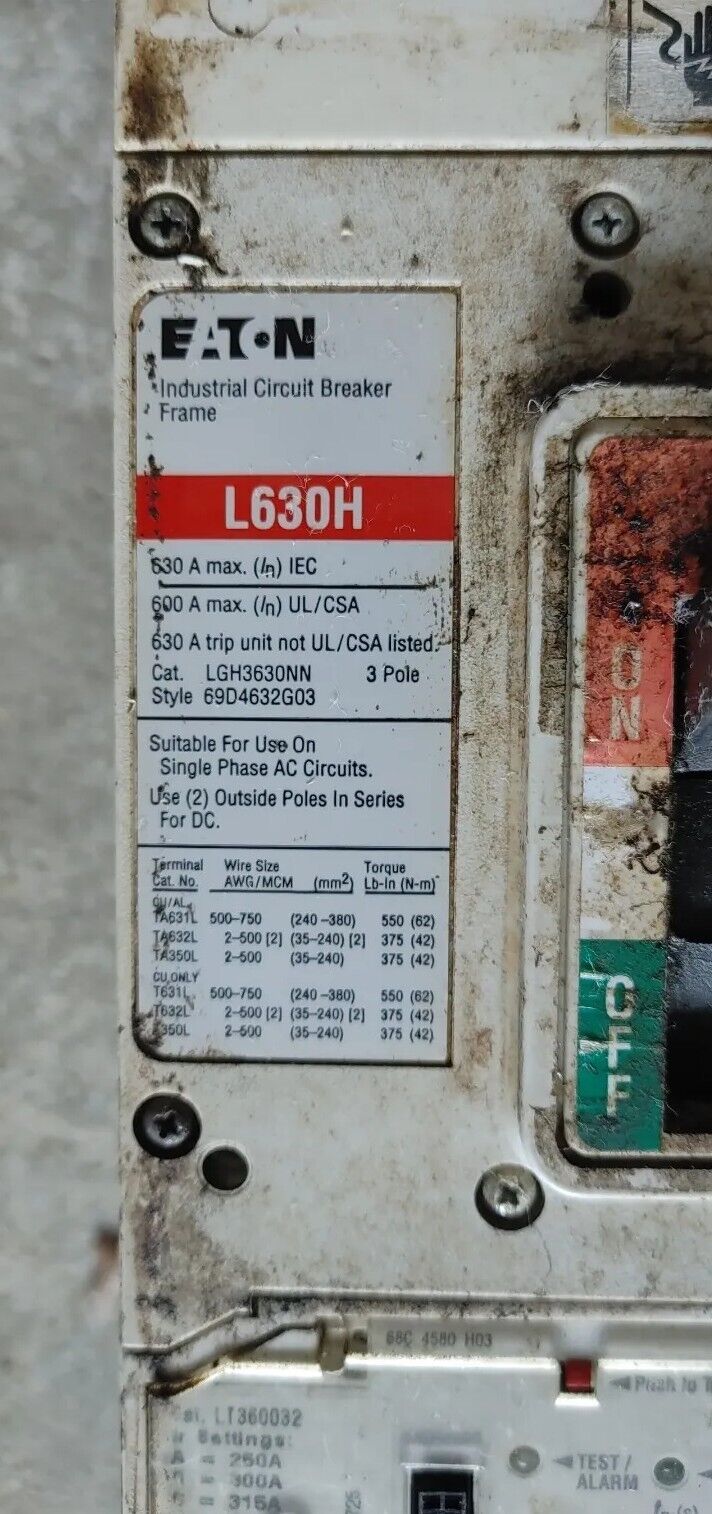 EATON
Industrial Circuit Breaker
Frame
L630H
630 A max. (In) IEC
600 A max. (In) UL/CSA
630 A trip unit not UL/CSA listed.
Cat. LGH3630NN 3 Pole
Style 69D4632G03
Suitable For Use On
Single Phase AC Circuits.
Use (2) Outside Poles In Series
For DC.
Terminal Wire Size Torque
Cat. No. AWG/MCM (mm2) Lb-In (N-m)
CU/AL
TA631L 500-750 (240-380) 550 (62)
TA632L 2-500 [2] (35-240) [2] 375 (42)
TA350L 2-500 (35-240) 375 (42)
CU ONLY
T631L 500-750 (240-380) 550 (62)
T632L 2-500 [2] (35-240) [2] 375 (42)
350L 2-500 (35-240) 375 (42)
ON
OFF
68C 4580 H03
Push to
LT360032
Settings:
= 250A
= 300A
= 315A
TEST /
ALARM